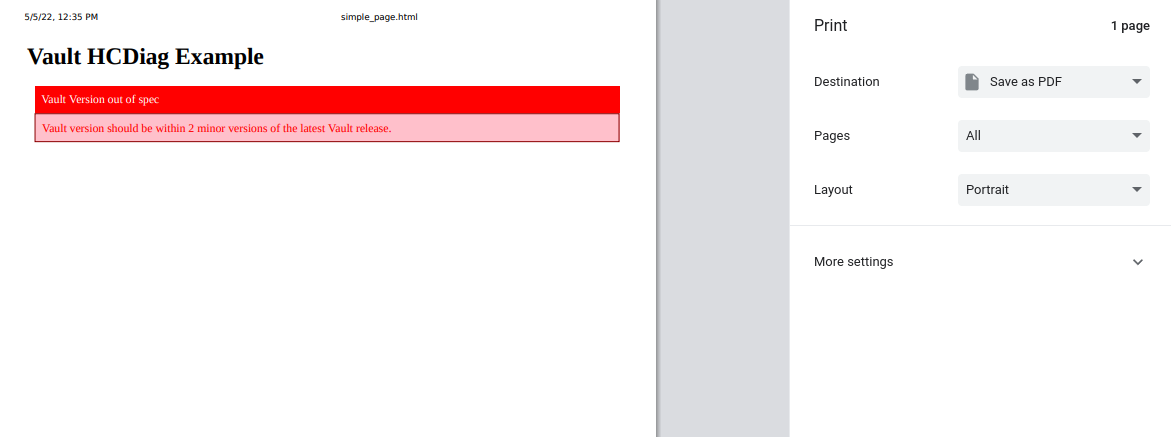 5/5/22, 12:35 PM simple_page.html
Vault HCDiag Example
Vault Version out of spec
Vault version should be within 2 minor versions of the latest Vault release.
Print 1 page
Destination Save as PDF
Pages All
Layout Portrait
More settings